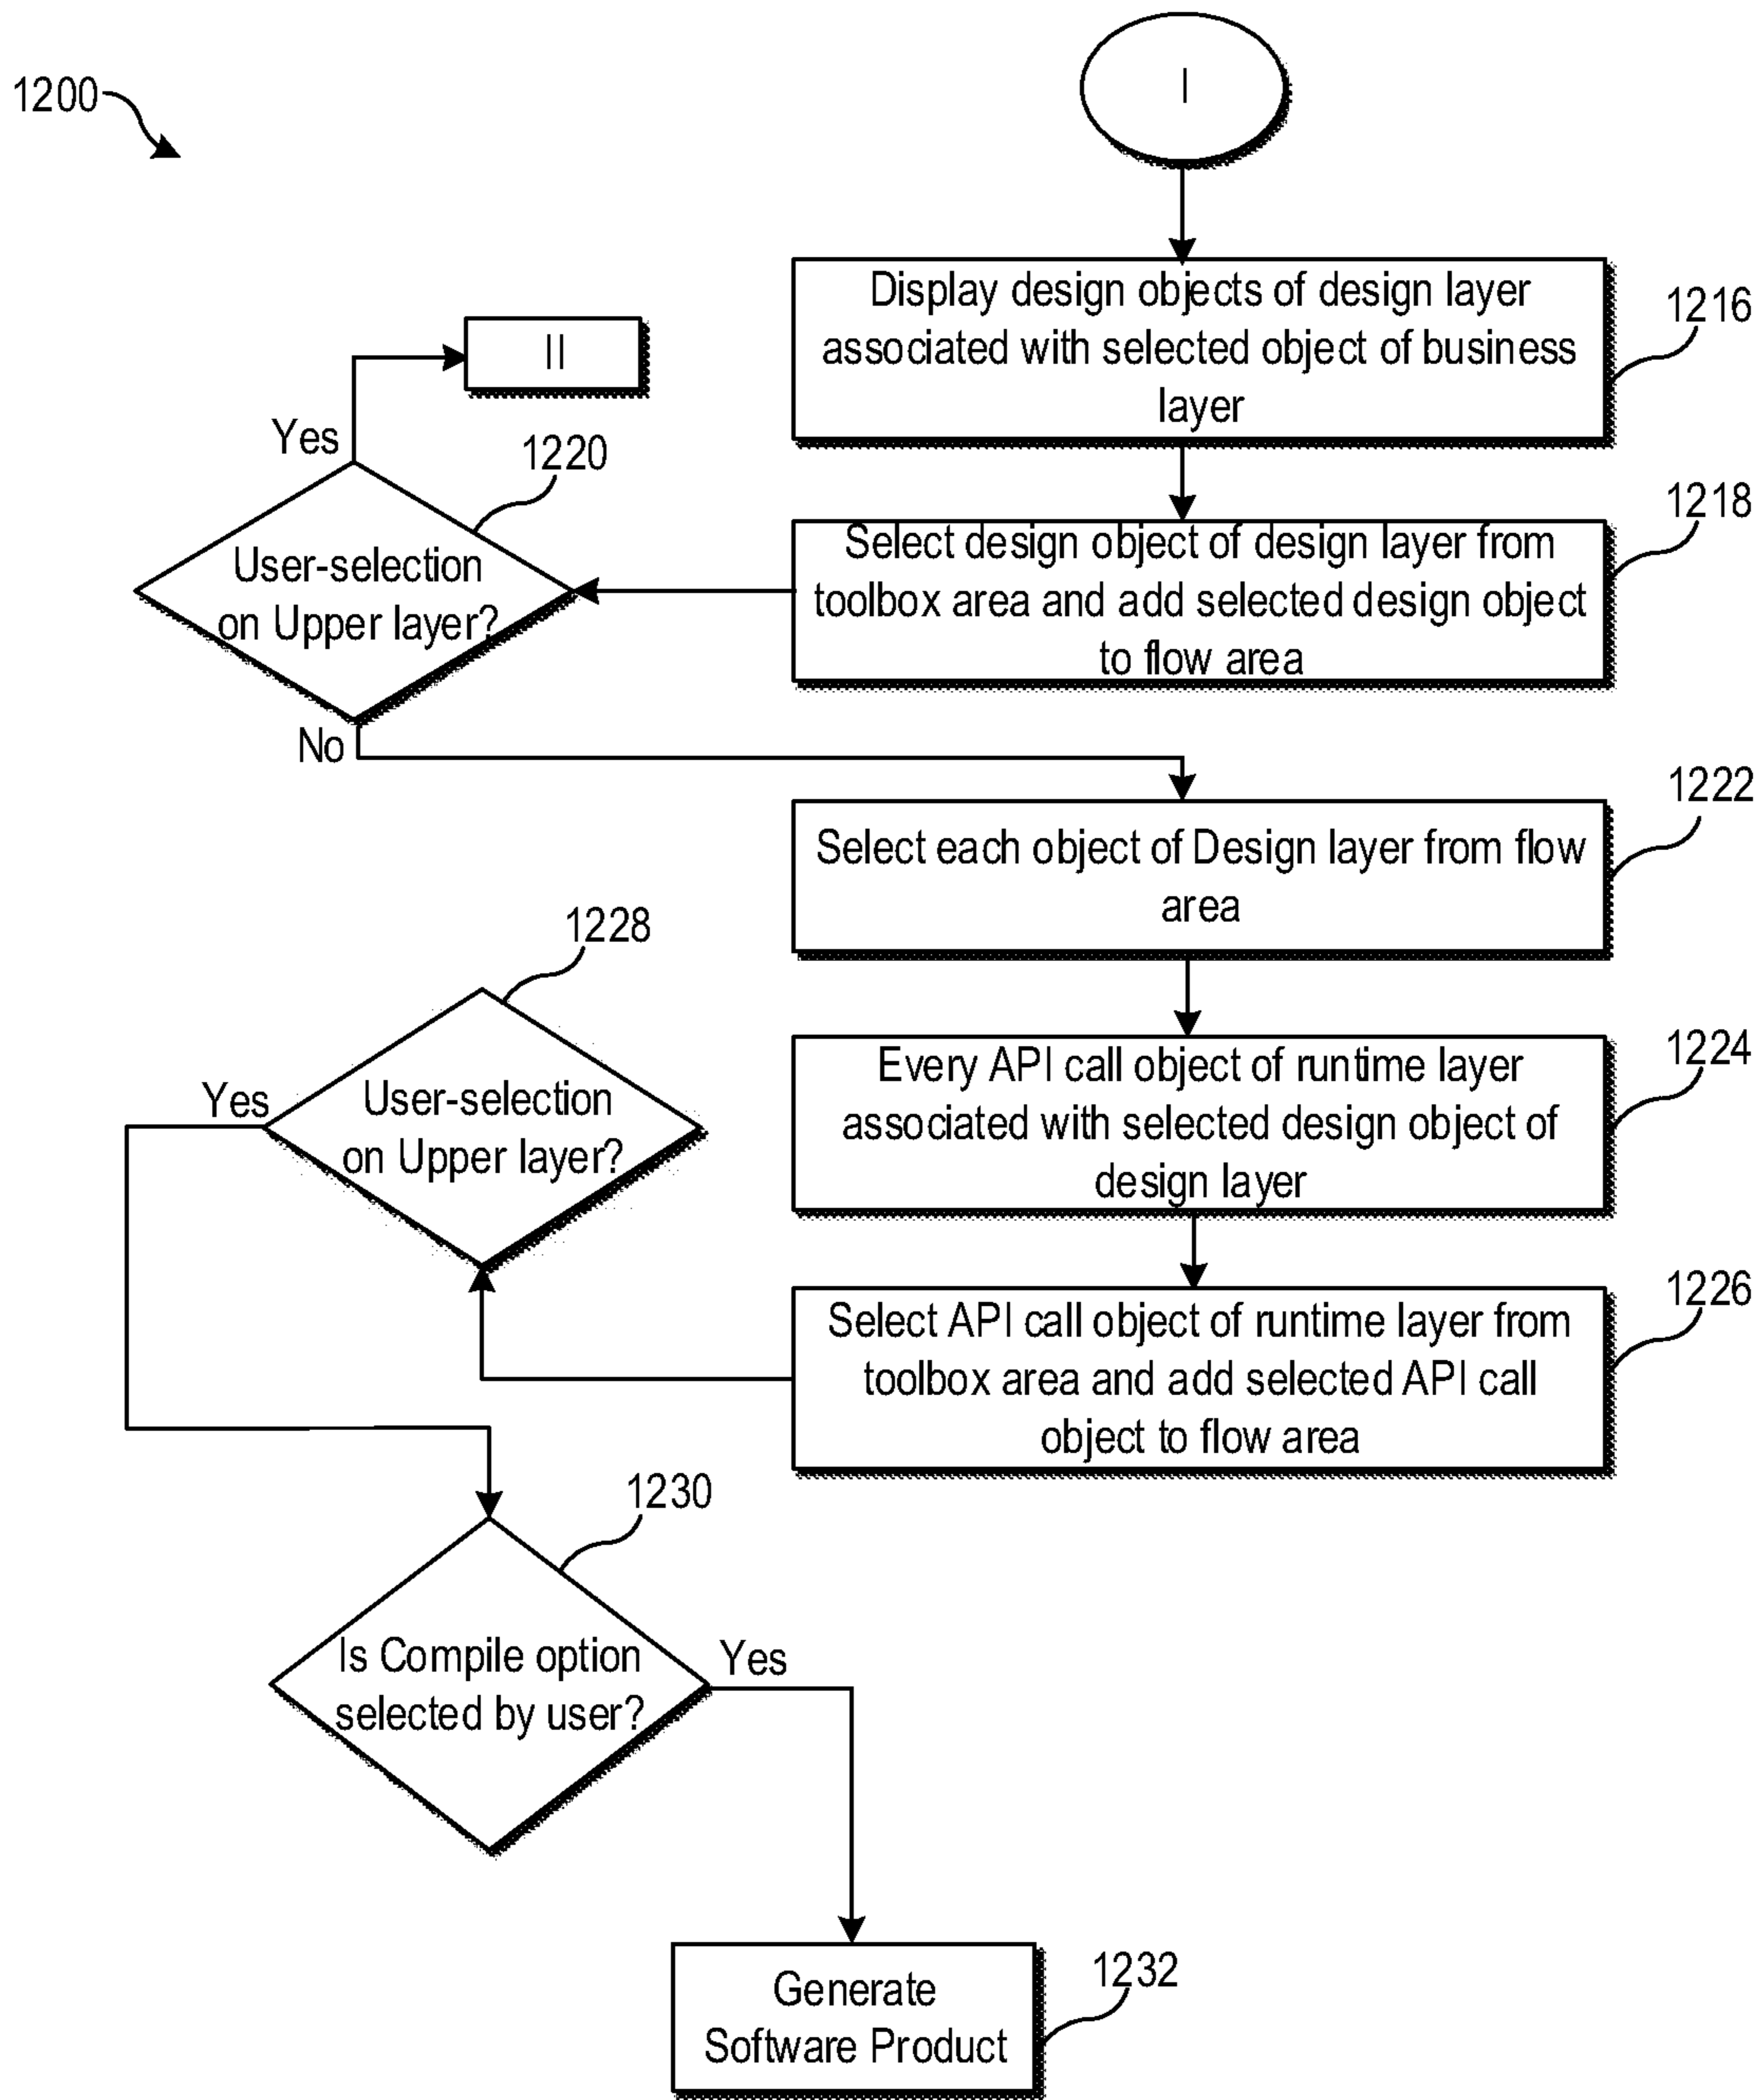 1200
I
Display design objects of design layer
associated with selected object of business
layer
1216
II
Yes
1220
User-selection
on Upper layer?
No
Select design object of design layer from
toolbox area and add selected design object
to flow area
1218
Select each object of Design layer from flow
area
1222
Every API call object of runtime layer
associated with selected design object of
design layer
1224
Select API call object of runtime layer from
toolbox area and add selected API call
object to flow area
1226
1228
User-selection
on Upper layer?
Yes
1230
Is Compile option
selected by user?
Yes
Generate
Software Product
1232